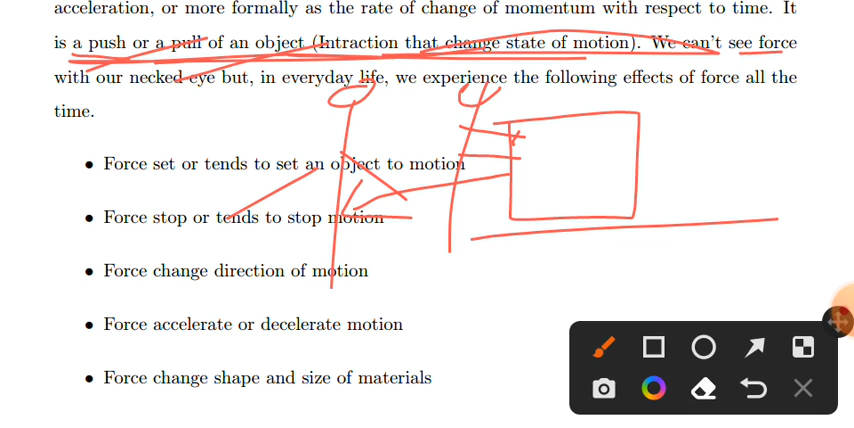 acceleration, or more formally as the rate of change of momentum with respect to time. It
is a push or a pull of an object (Intraction that change state of motion). We can't see force
with our necked eye but, in everyday life, we experience the following effects of force all the
time.
• Force set or tends to set an object to motion
• Force stop or tends to stop motion
• Force change direction of motion
• Force accelerate or decelerate motion
• Force change shape and size of materials